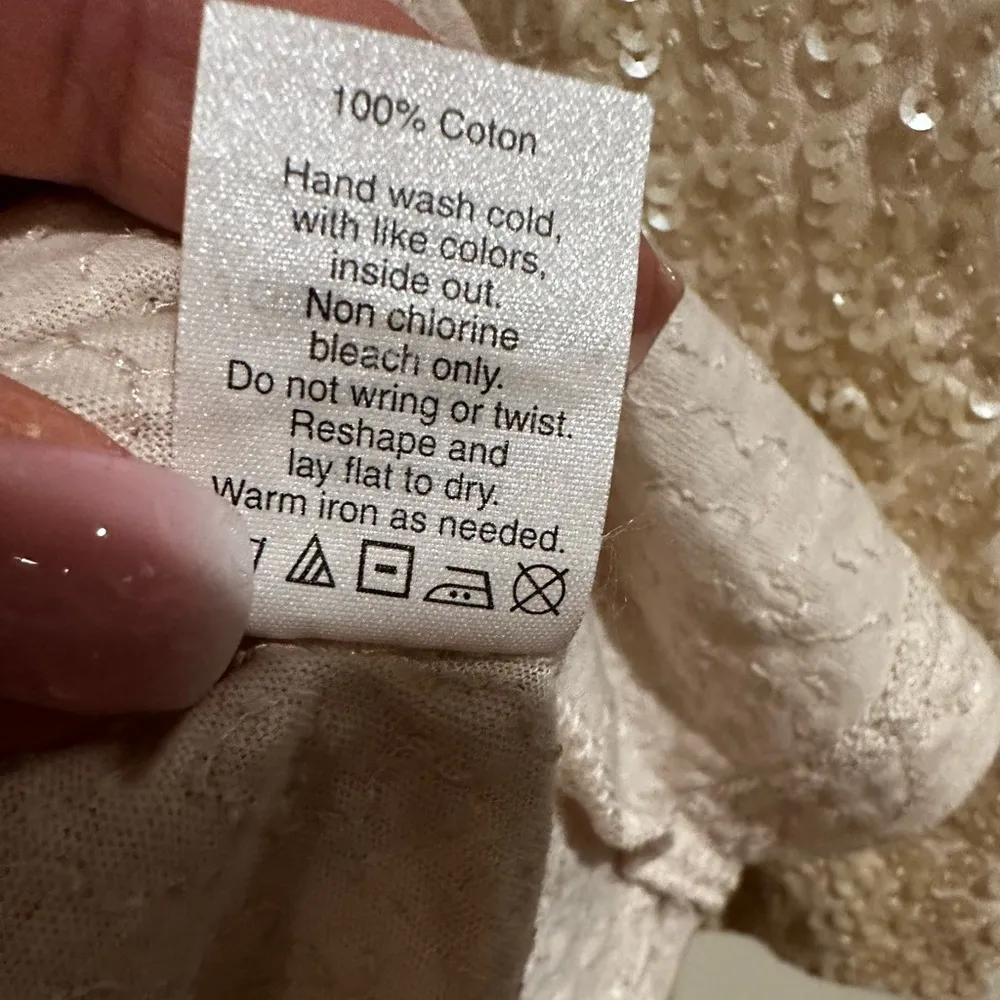 100% Coton
Hand wash cold,
with like colors,
inside out.
Non chlorine
bleach only.
Do not wring or twist.
Reshape and
lay flat to dry.
Warm iron as needed.